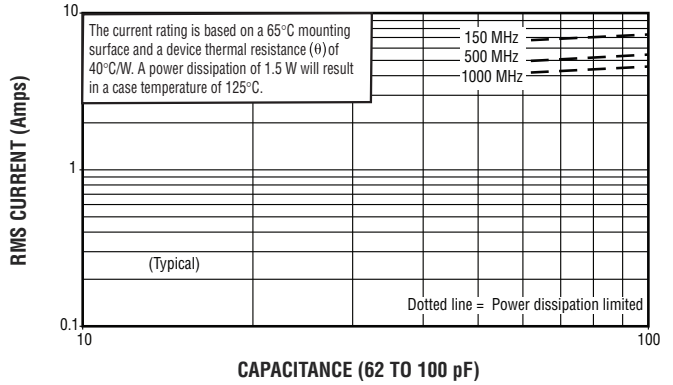 10
The current rating is based on a 65°C mounting
surface and a device thermal resistance (θ) of
40°C/W. A power dissipation of 1.5 W will result
in a case temperature of 125°C.
150 MHz
500 MHz
1000 MHz
RMS CURRENT (Amps)
1
(Typical)
Dotted line = Power dissipation limited
0.1
10
100
CAPACITANCE (62 TO 100 pF)